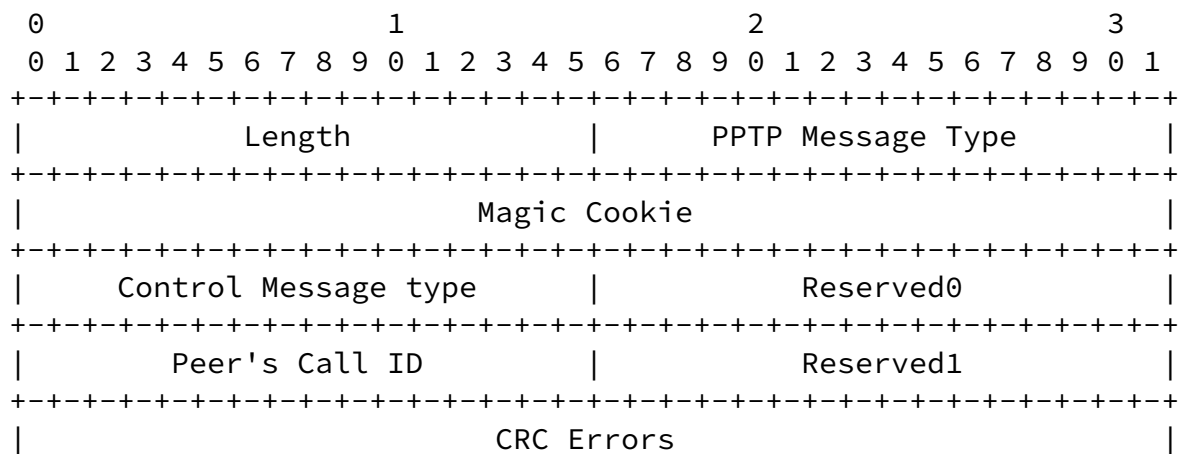 0                   1                   2                   3
 0 1 2 3 4 5 6 7 8 9 0 1 2 3 4 5 6 7 8 9 0 1 2 3 4 5 6 7 8 9 0 1
+-+-+-+-+-+-+-+-+-+-+-+-+-+-+-+-+-+-+-+-+-+-+-+-+-+-+-+-+-+-+-+-+
|            Length             |      PPTP Message Type        |
+-+-+-+-+-+-+-+-+-+-+-+-+-+-+-+-+-+-+-+-+-+-+-+-+-+-+-+-+-+-+-+-+
|                         Magic Cookie                          |
+-+-+-+-+-+-+-+-+-+-+-+-+-+-+-+-+-+-+-+-+-+-+-+-+-+-+-+-+-+-+-+-+
|     Control Message type      |           Reserved0           |
+-+-+-+-+-+-+-+-+-+-+-+-+-+-+-+-+-+-+-+-+-+-+-+-+-+-+-+-+-+-+-+-+
|        Peer's Call ID         |           Reserved1           |
+-+-+-+-+-+-+-+-+-+-+-+-+-+-+-+-+-+-+-+-+-+-+-+-+-+-+-+-+-+-+-+-+
|                          CRC Errors                           |